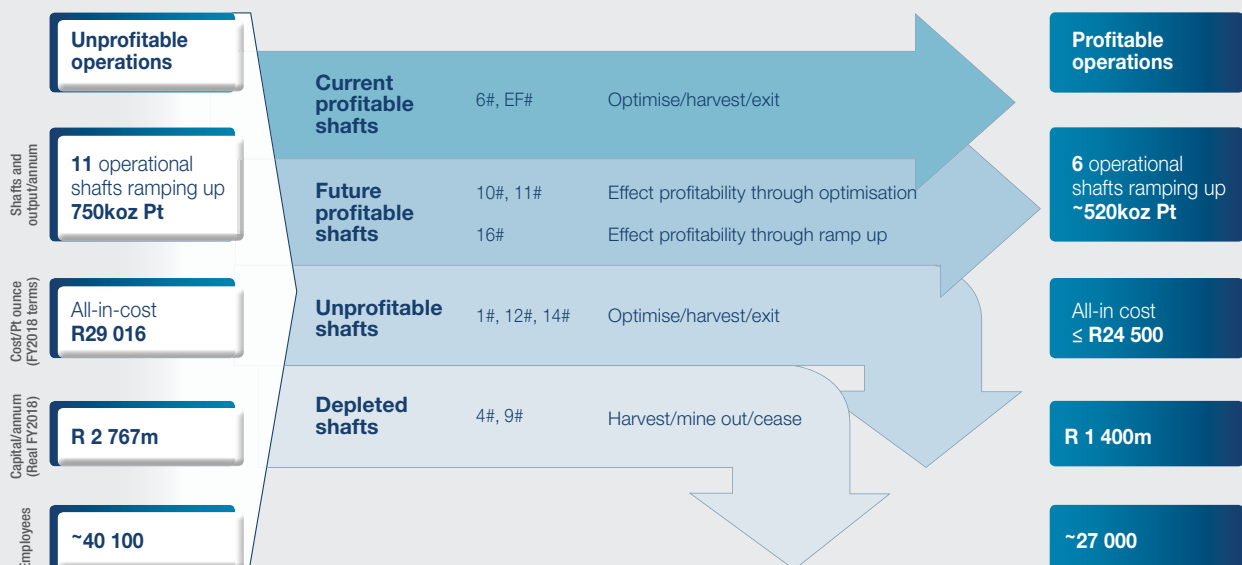 Unprofitable
operations
Shafts and
output/annum
11 operational
shafts ramping up
750koz Pt
Cost/Pt ounce
(FY2018 terms)
All-in-cost
R29 016
Capital/annum
(Real FY2018)
R 2 767m
Employees
~40 100
Current
profitable
shafts
6#, EF#
Optimise/harvest/exit
Future
profitable
shafts
10#, 11#
Effect profitability through optimisation
16#
Effect profitability through ramp up
Unprofitable
shafts
1#, 12#, 14#
Optimise/harvest/exit
Depleted
shafts
4#, 9#
Harvest/mine out/cease
Profitable
operations
6 operational
shafts ramping up
~520koz Pt
All-in cost
≤ R24 500
R 1 400m
~27 000